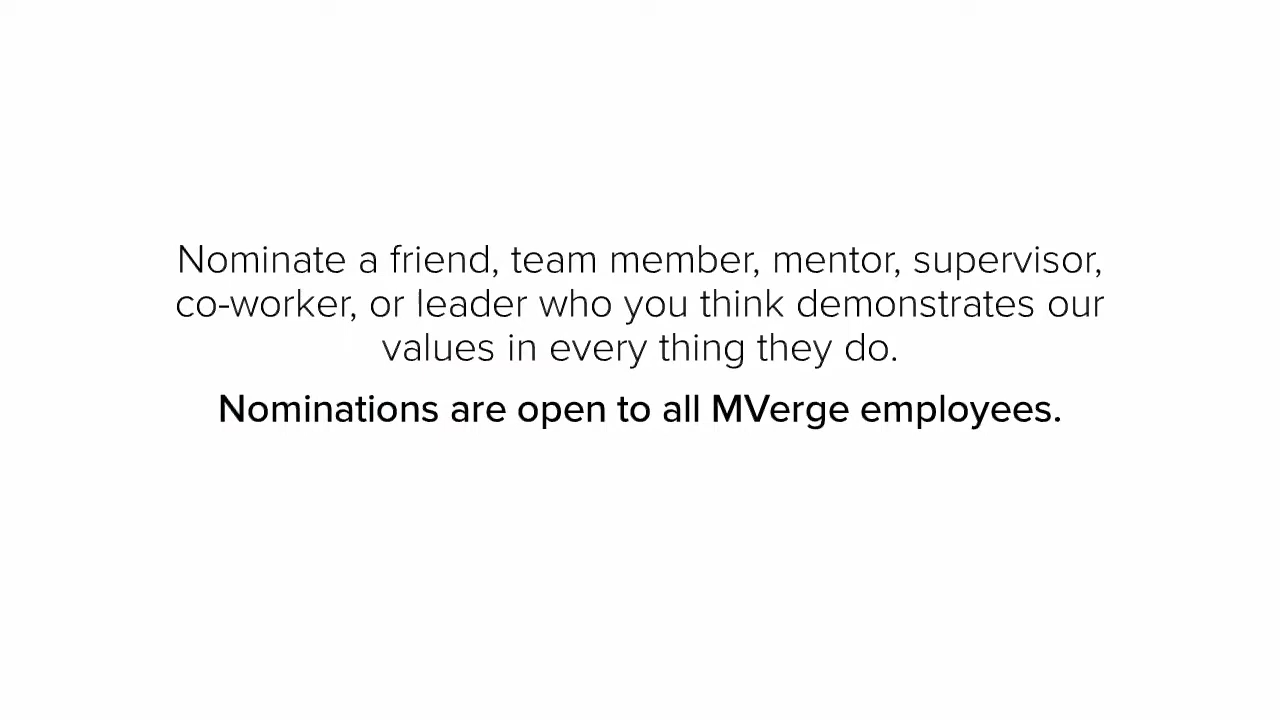 Nominate a friend, team member, mentor, supervisor,
co-worker, or leader who you think demonstrates our
values in every thing they do.
Nominations are open to all MVerge employees.